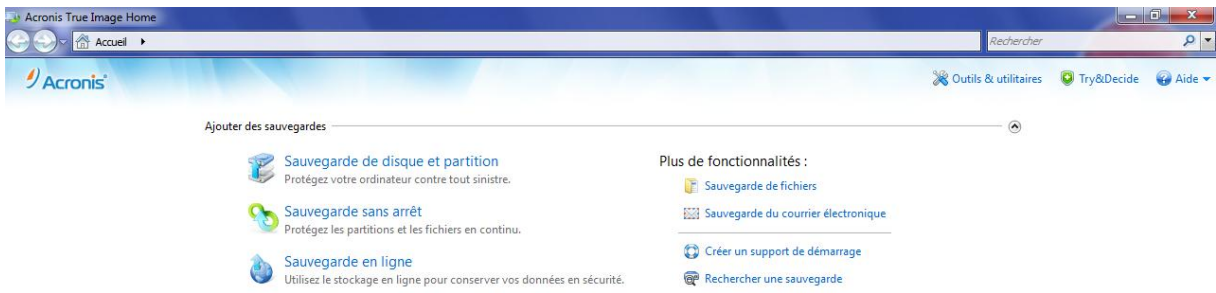 Acronis True Image Home
Accueil
Rechercher
Acronis
Outils & utilitaires
Try&Decide
Aide
Ajouter des sauvegardes
Sauvegarde de disque et partition
Protégez votre ordinateur contre tout sinistre.
Sauvegarde sans arrêt
Protégez les partitions et les fichiers en continu.
Sauvegarde en ligne
Utilisez le stockage en ligne pour conserver vos données en sécurité.
Plus de fonctionnalités :
Sauvegarde de fichiers
Sauvegarde du courrier électronique
Créer un support de démarrage
Rechercher une sauvegarde